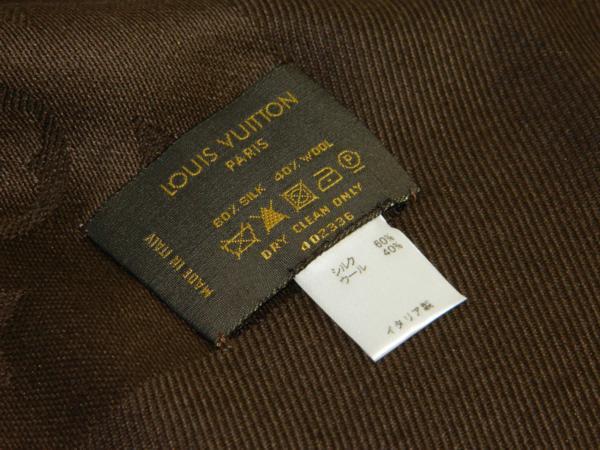 LOUIS VUITTON
PARIS
60% SILK 40% WOOL
DRY CLEAN ONLY
402336
MADE IN ITALY
シルク 60%
ウール 40%
イタリア製